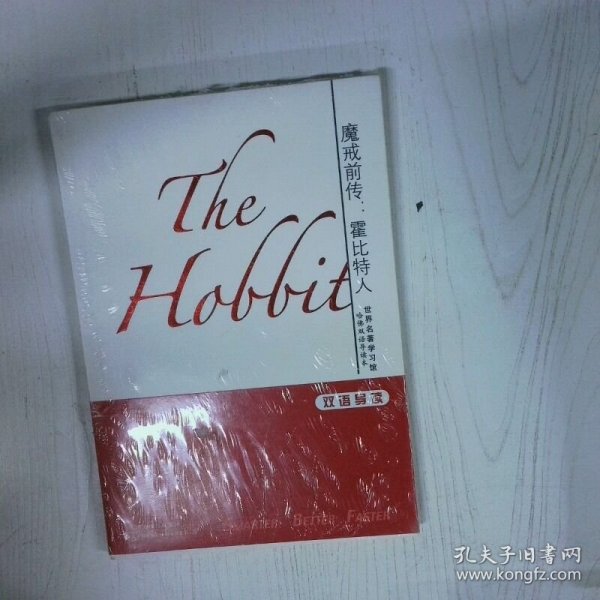 The
Hobbit
魔戒前传：霍比特人
世界名著学习馆
哈佛双语导读本
双语导读
SMARTER BETTER FASTER
孔夫子旧书网
www.kongfz.com